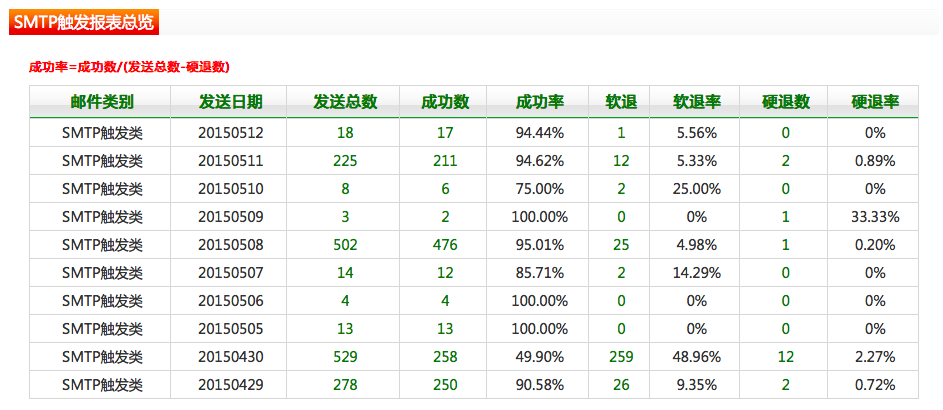 SMTP触发报表总览
成功率=成功数/(发送总数-硬退数)
邮件类别 发送日期 发送总数 成功数 成功率 软退 软退率 硬退数 硬退率
SMTP触发类 20150512 18 17 94.44% 1 5.56% 0 0%
SMTP触发类 20150511 225 211 94.62% 12 5.33% 2 0.89%
SMTP触发类 20150510 8 6 75.00% 2 25.00% 0 0%
SMTP触发类 20150509 3 2 100.00% 0 0% 1 33.33%
SMTP触发类 20150508 502 476 95.01% 25 4.98% 1 0.20%
SMTP触发类 20150507 14 12 85.71% 2 14.29% 0 0%
SMTP触发类 20150506 4 4 100.00% 0 0% 0 0%
SMTP触发类 20150505 13 13 100.00% 0 0% 0 0%
SMTP触发类 20150430 529 258 49.90% 259 48.96% 12 2.27%
SMTP触发类 20150429 278 250 90.58% 26 9.35% 2 0.72%